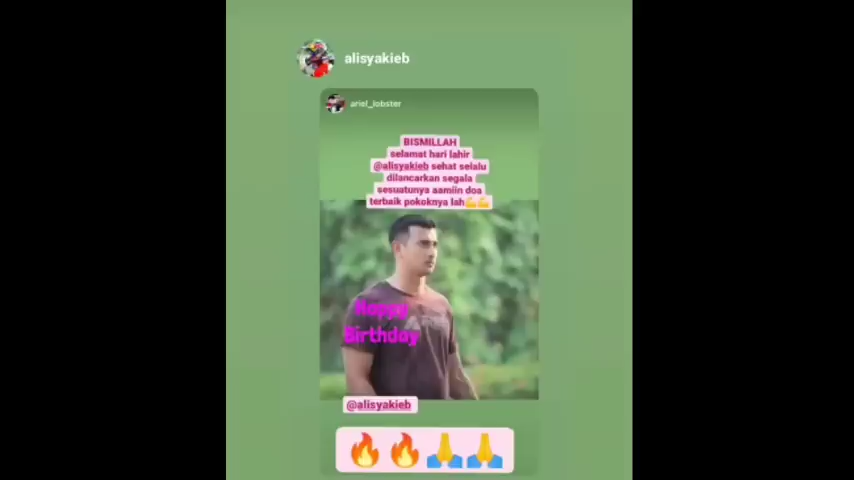 alisyakieb
ariel_lobster
BISMILLAH
selamat hari lahir
@alisyakieb sehat selalu
dilancarkan segala
sesuatunya aamiin doa
terbaik pokoknya lah💪💪
Happy
Birthday
@alisyakieb
🔥🔥🙏🙏